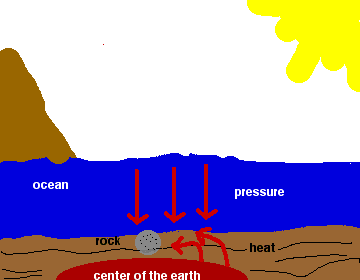 ocean
pressure
rock
heat
center of the earth